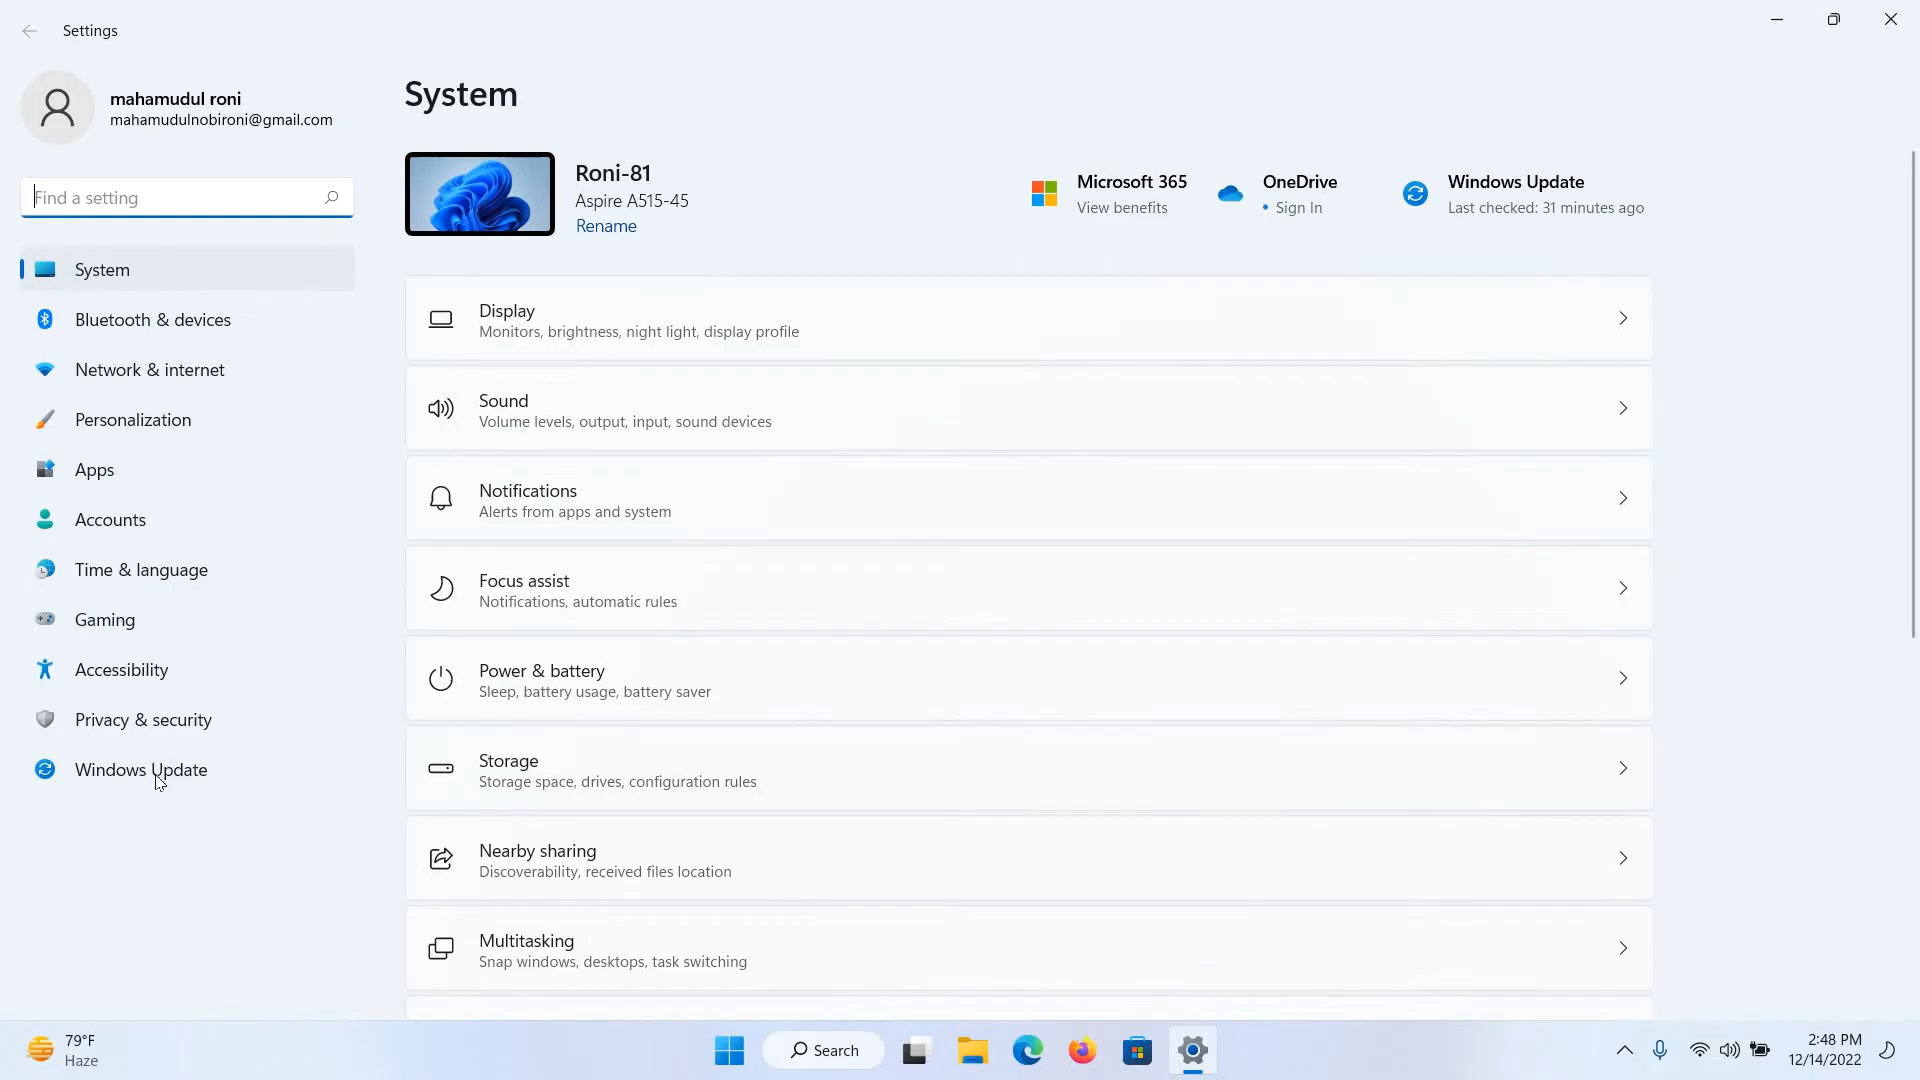 Settings
mahamudul roni
mahamudulnobironi@gmail.com
Find a setting
System
Bluetooth & devices
Network & internet
Personalization
Apps
Accounts
Time & language
Gaming
Accessibility
Privacy & security
Windows Update
System
Roni-81
Aspire A515-45
Rename
Microsoft 365
View benefits
OneDrive
• Sign In
Windows Update
Last checked: 31 minutes ago
Display
Monitors, brightness, night light, display profile
Sound
Volume levels, output, input, sound devices
Notifications
Alerts from apps and system
Focus assist
Notifications, automatic rules
Power & battery
Sleep, battery usage, battery saver
Storage
Storage space, drives, configuration rules
Nearby sharing
Discoverability, received files location
Multitasking
Snap windows, desktops, task switching
79°F
Haze
Search
2:48 PM
12/14/2022